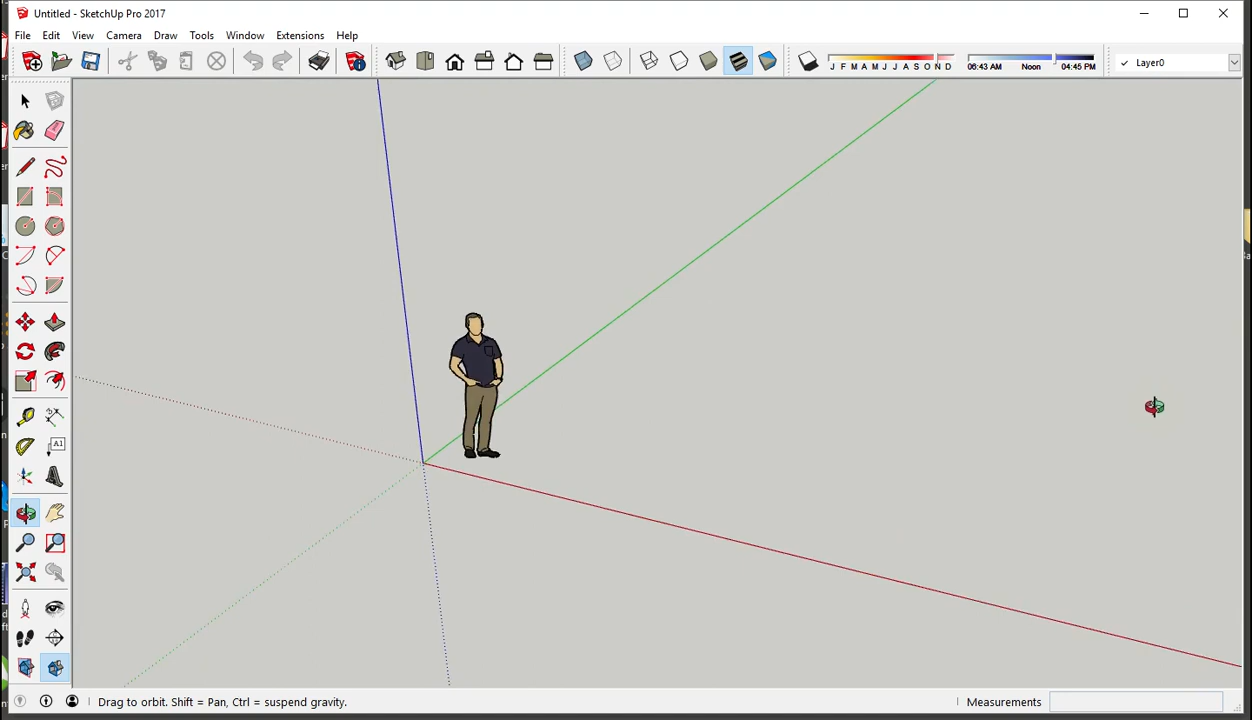 Untitled - SketchUp Pro 2017
File Edit View Camera Draw Tools Window Extensions Help
J F M A M J J A S O N D
06:43 AM Noon 04:45 PM
Layer0
A1
Drag to orbit. Shift = Pan, Ctrl = suspend gravity.
Measurements